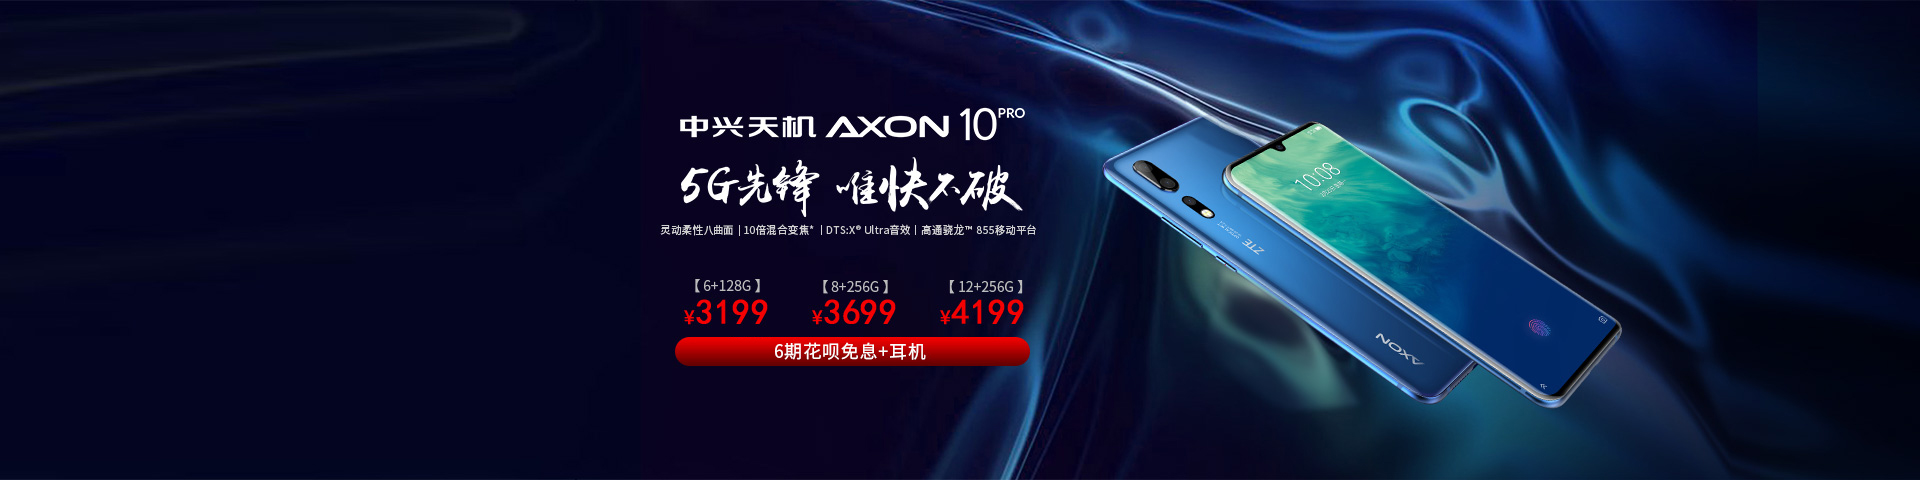 中兴天机 AXON 10 PRO
5G先锋 唯快不破
灵动柔性八曲面 | 10倍混合变焦* | DTS:X® Ultra音效 | 高通骁龙™ 855移动平台
【6+128G】 【8+256G】 【12+256G】
¥3199 ¥3699 ¥4199
6期花呗免息+耳机
10:08
ZTE
AXON